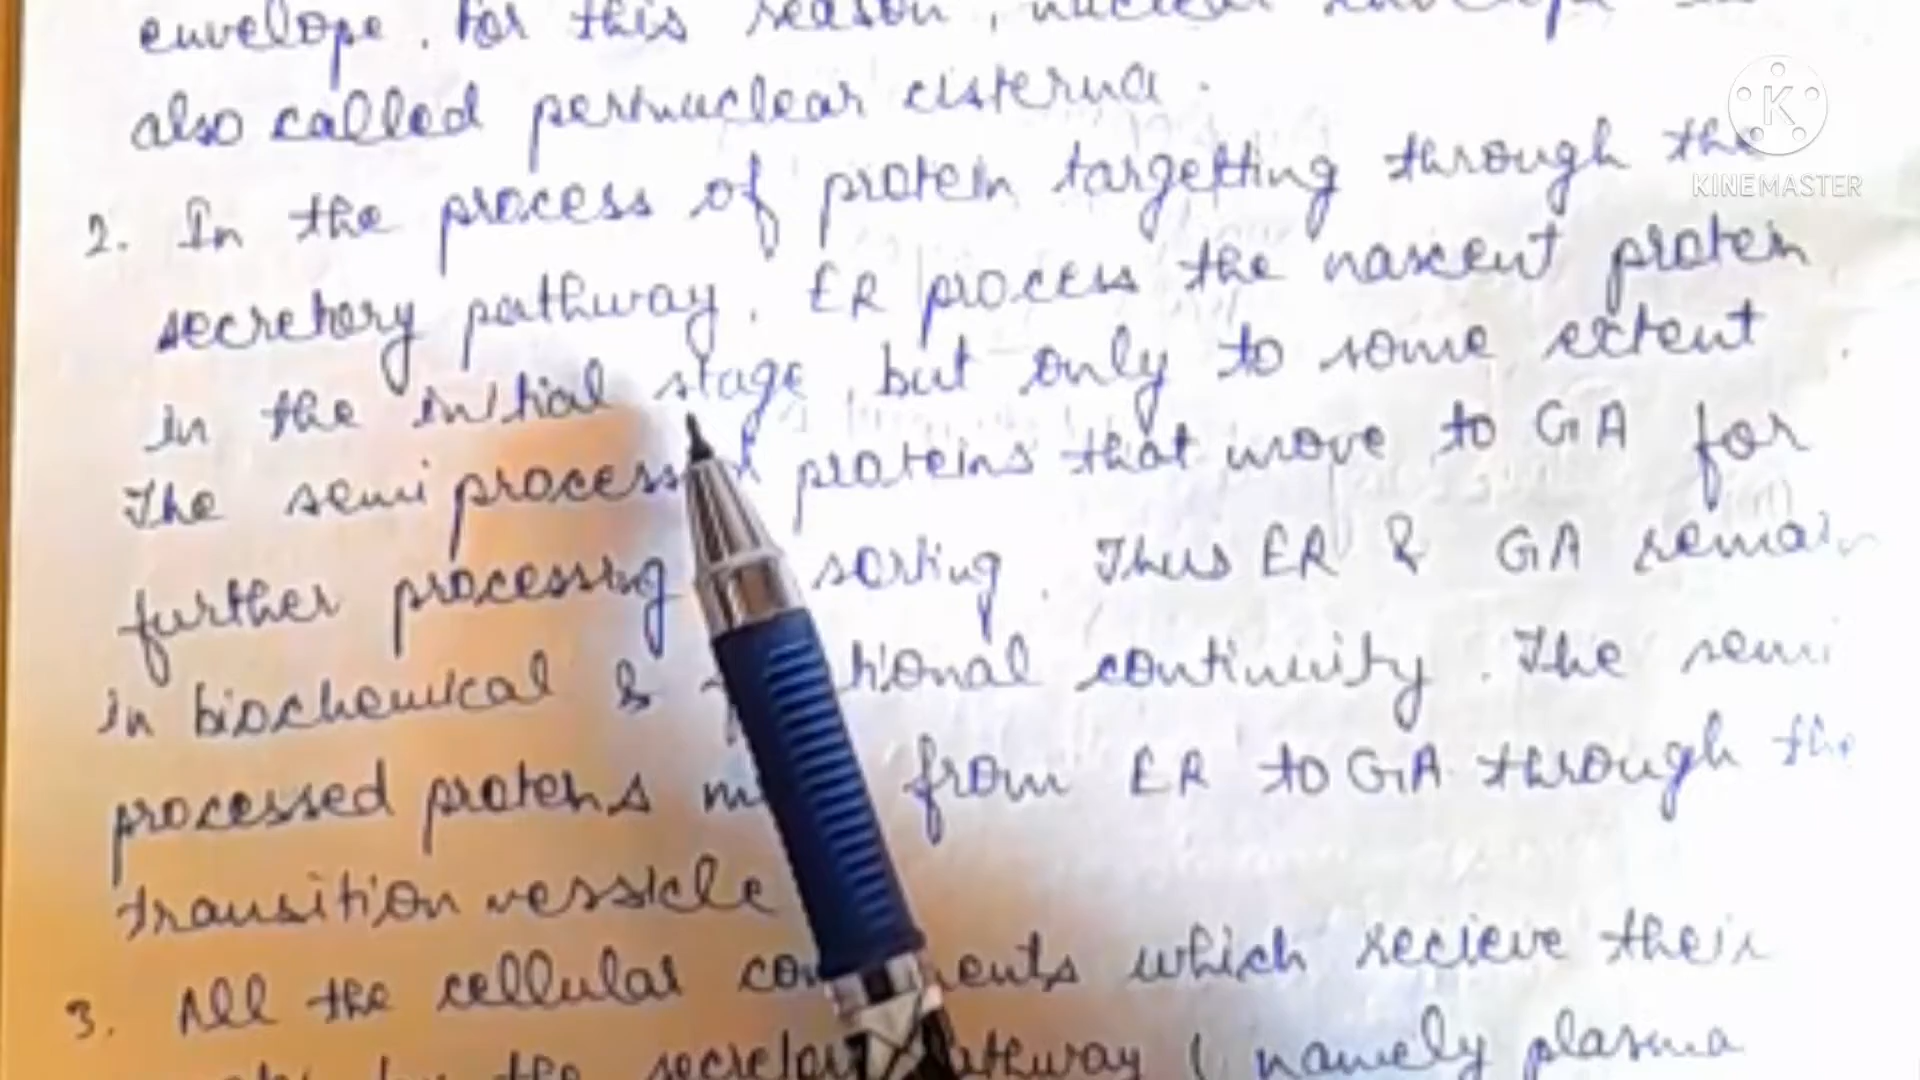 envelope. For this reason, nuclear envelope is
also called perinuclear cisterna.
K
KINEMASTER
2. In the process of protein targetting through the
secretory pathway, ER process the nascent protein
in the initial stage, but only to some extent.
The semi processed proteins that move to GA for
further processing sorting. Thus ER & GA remain
in biochemical & tional continuity. The semi
processed proteins from ER to GA through the
transition vessicle
3. All the cellular which recieve their
the secretory pathway (namely plasma